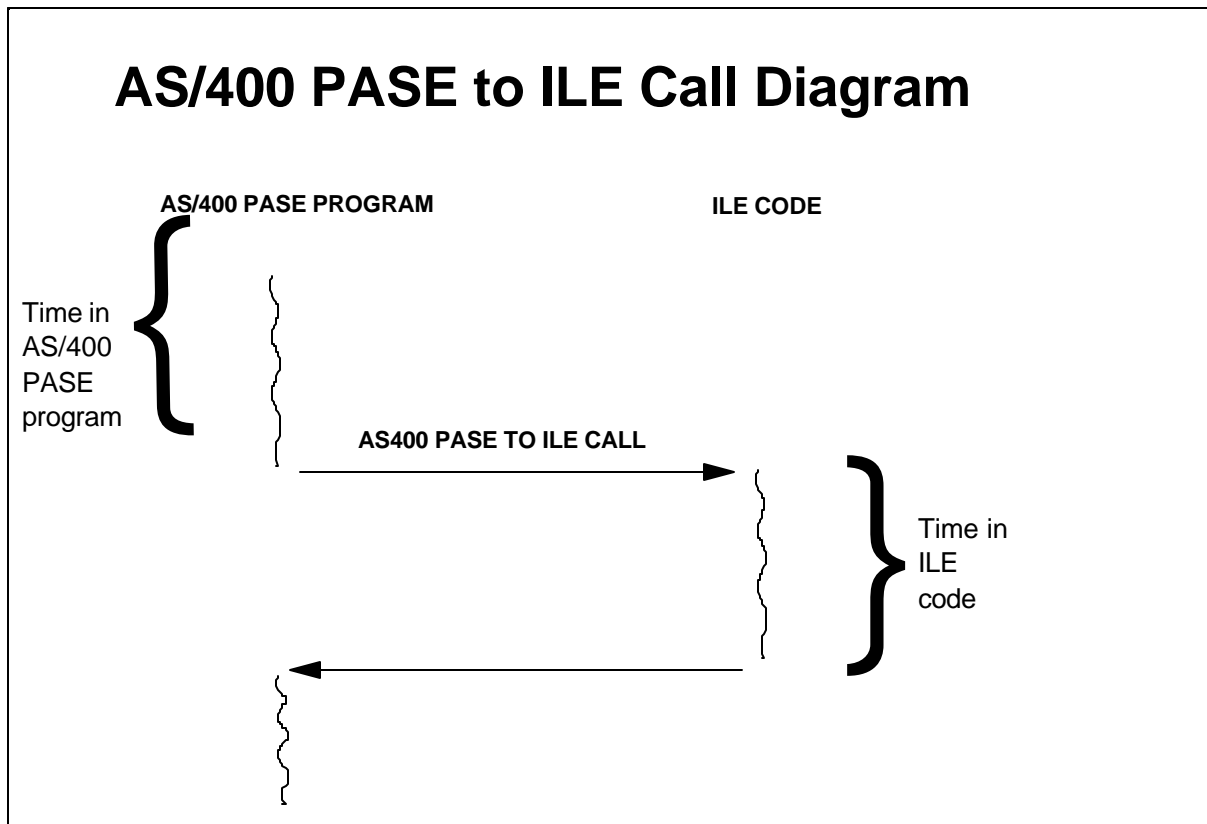 AS/400 PASE to ILE Call Diagram
AS/400 PASE PROGRAM
ILE CODE
Time in
AS/400
PASE
program
AS400 PASE TO ILE CALL
Time in
ILE
code